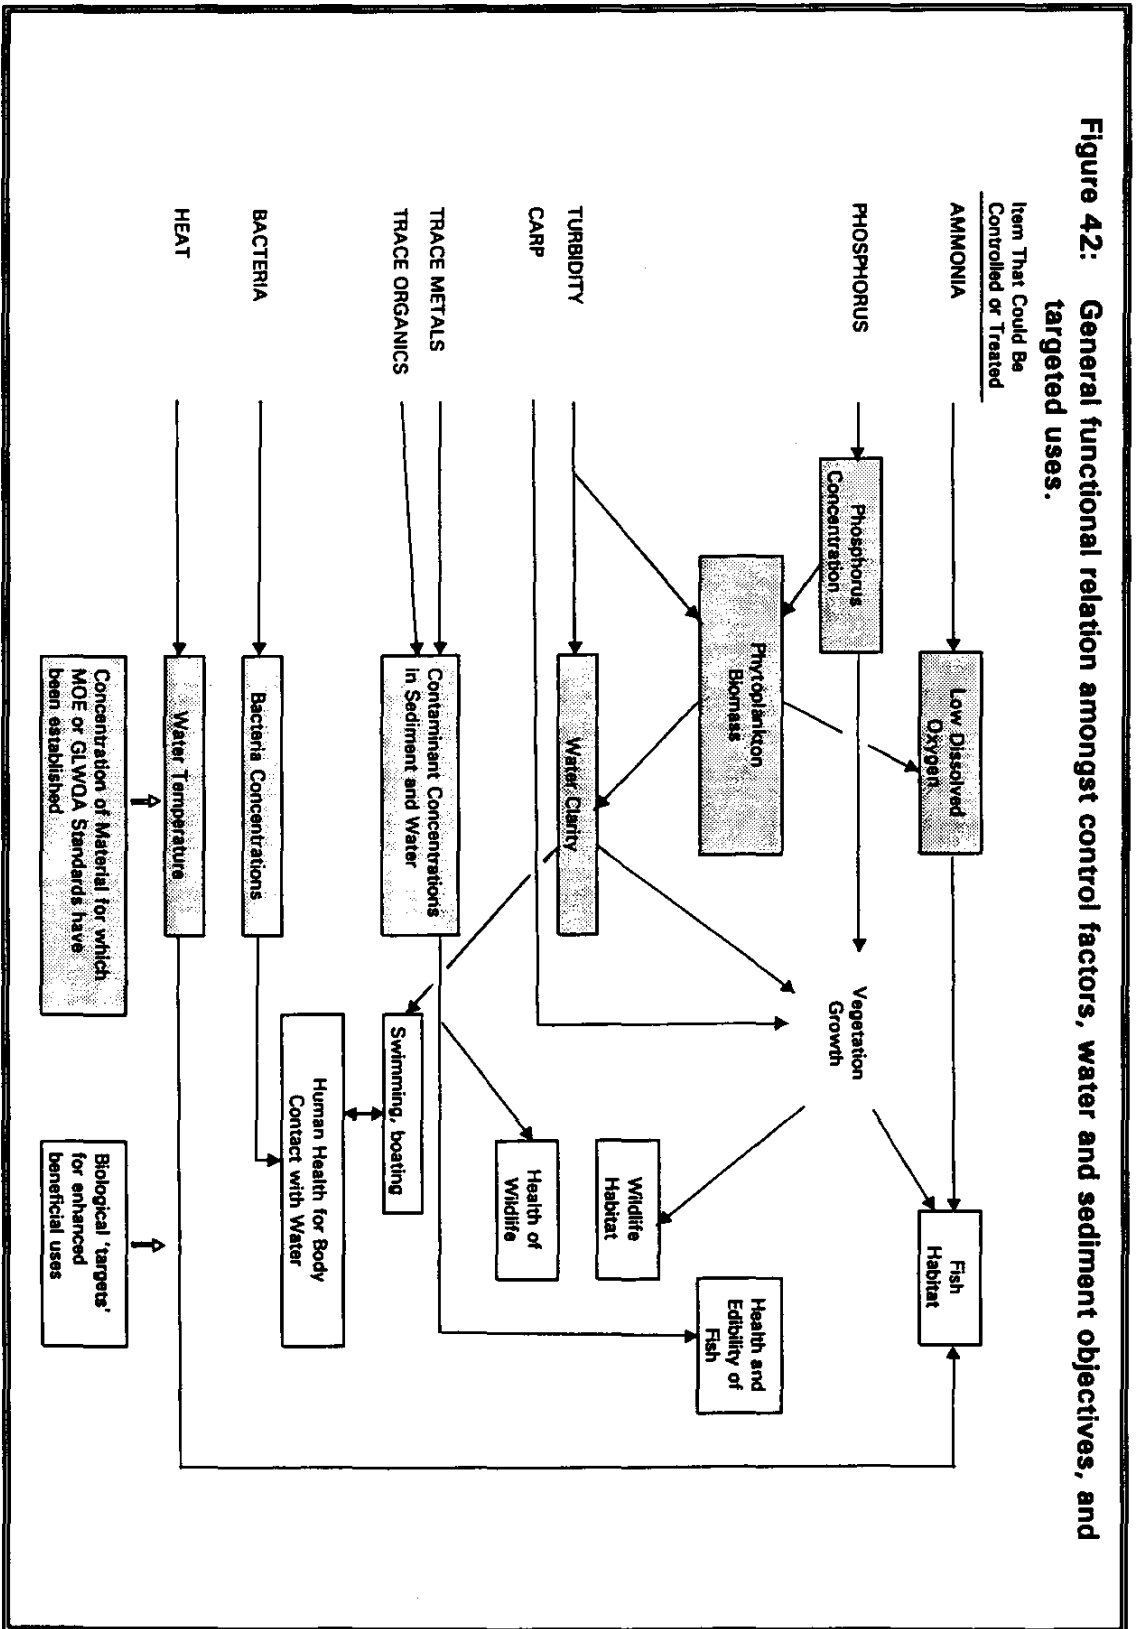 Figure 42: General functional relation amongst control factors, water and sediment objectives, and
targeted uses.
Item That Could Be
Controlled or Treated
AMMONIA
Low Dissolved
Oxygen
Fish
Habitat
PHOSPHORUS
Phosphorus
Concentration
Vegetation
Growth
Phytoplankton
Biomass
Health and
Edibility of
Fish
TURBIDITY
Water Clarity
Wildlife
Habitat
CARP
Health of
Wildlife
TRACE METALS
TRACE ORGANICS
Contaminant Concentrations
in Sediment and Water
Swimming, boating
BACTERIA
Bacteria Concentrations
Human Health for Body
Contact with Water
HEAT
Water Temperature
Concentration of Material for which
MOE or GLWQA Standards have
been established
Biological 'targets'
for enhanced
beneficial uses